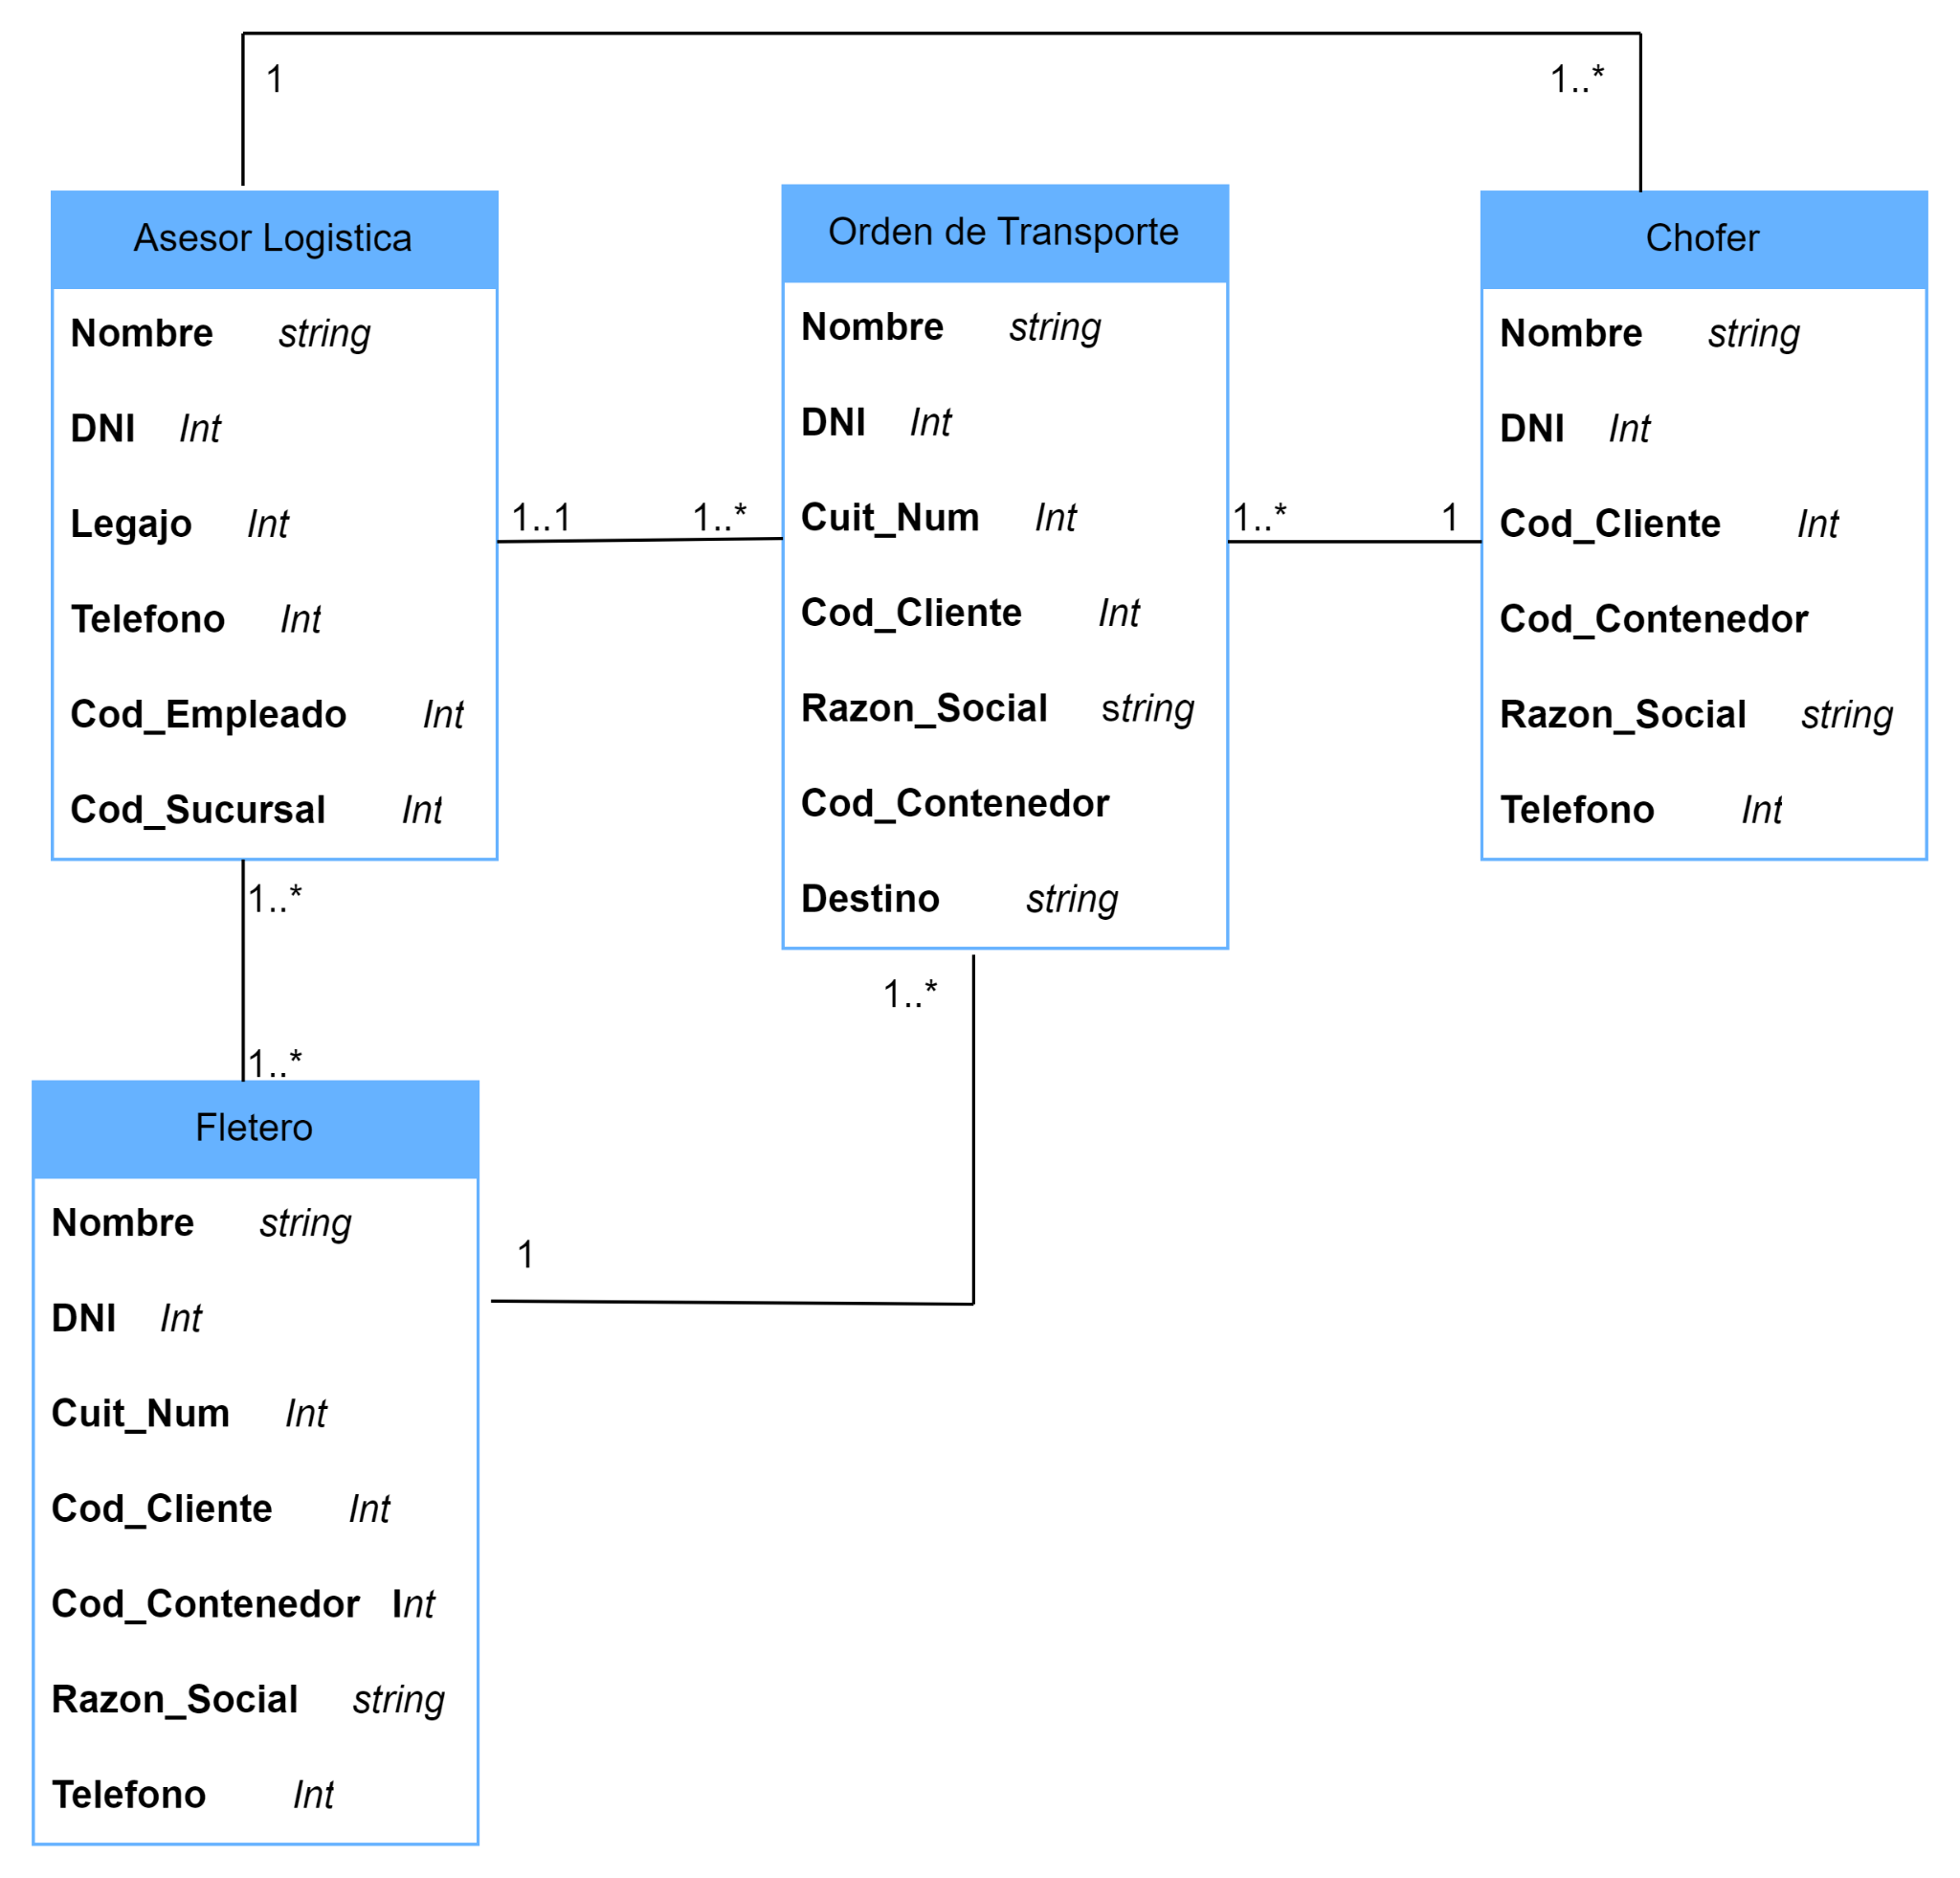 1
1..*
Asesor Logistica
Nombre string
DNI Int
Legajo Int
Telefono Int
Cod_Empleado Int
Cod_Sucursal Int
1..1
1..*
Orden de Transporte
Nombre string
DNI Int
Cuit_Num Int
Cod_Cliente Int
Razon_Social string
Cod_Contenedor
Destino string
1..*
1
Chofer
Nombre string
DNI Int
Cod_Cliente Int
Cod_Contenedor
Razon_Social string
Telefono Int
1..*
1..*
1..*
1
Fletero
Nombre string
DNI Int
Cuit_Num Int
Cod_Cliente Int
Cod_Contenedor Int
Razon_Social string
Telefono Int